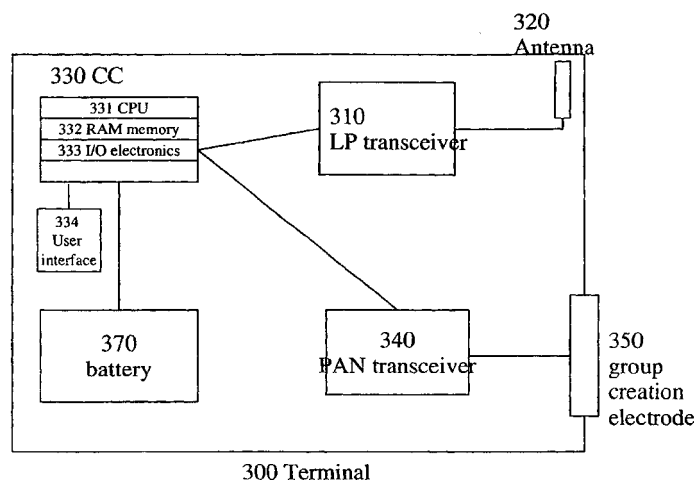 320
Antenna
330 CC
331 CPU
332 RAM memory
333 I/O electronics
310
LP transceiver
334
User
interface
370
battery
340
PAN transceiver
350
group
creation
electrode
300 Terminal